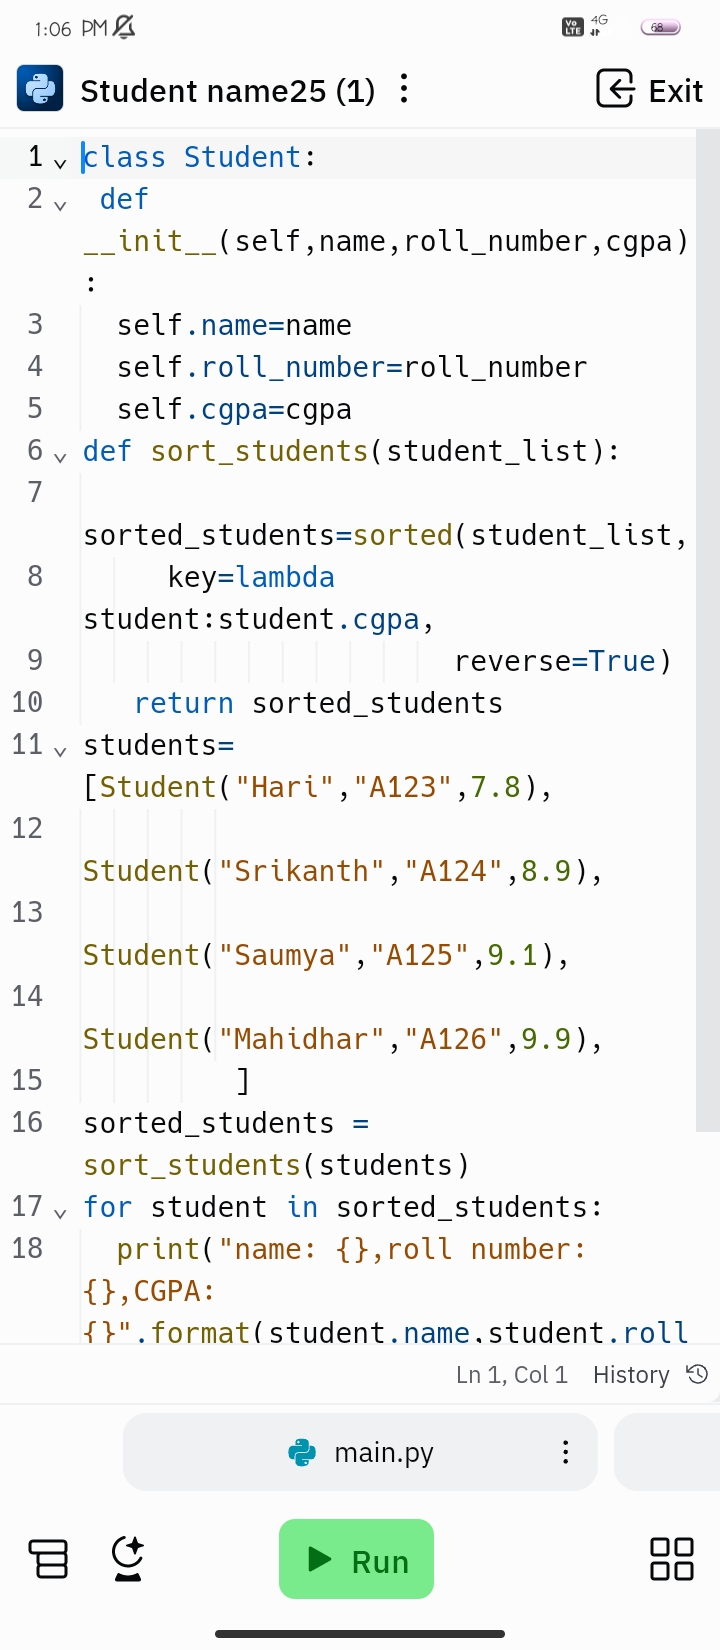 1:06 PM
Vo LTE
4G
68
Student name25 (1)
Exit
1 class Student:
2  def
__init__(self,name,roll_number,cgpa)
:
3   self.name=name
4   self.roll_number=roll_number
5   self.cgpa=cgpa
6 def sort_students(student_list):
7
sorted_students=sorted(student_list,
8      key=lambda
student:student.cgpa,
9                       reverse=True)
10    return sorted_students
11 students=
[Student("Hari","A123",7.8),
12
Student("Srikanth","A124",8.9),
13
Student("Saumya","A125",9.1),
14
Student("Mahidhar","A126",9.9),
15          ]
16 sorted_students =
sort_students(students)
17 for student in sorted_students:
18   print("name: {},roll number:
{},CGPA:
{}".format(student.name,student.roll
Ln 1, Col 1
History
main.py
Run